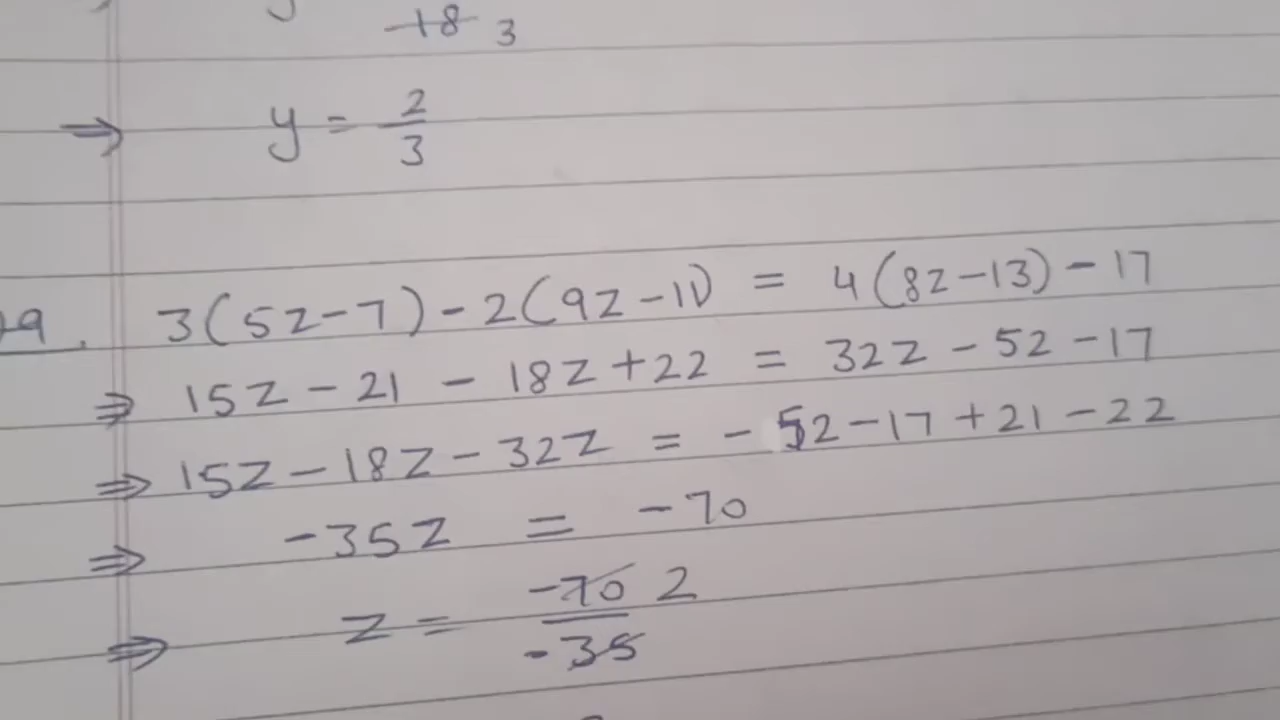 -18 3
⇒ y = 2/3
9. 3(5z-7)-2(9z-11) = 4(8z-13)-17
⇒ 15z-21-18z+22 = 32z-52-17
⇒ 15z-18z-32z = -52-17+21-22
⇒ -35z = -70
⇒ z = -70/-35 2